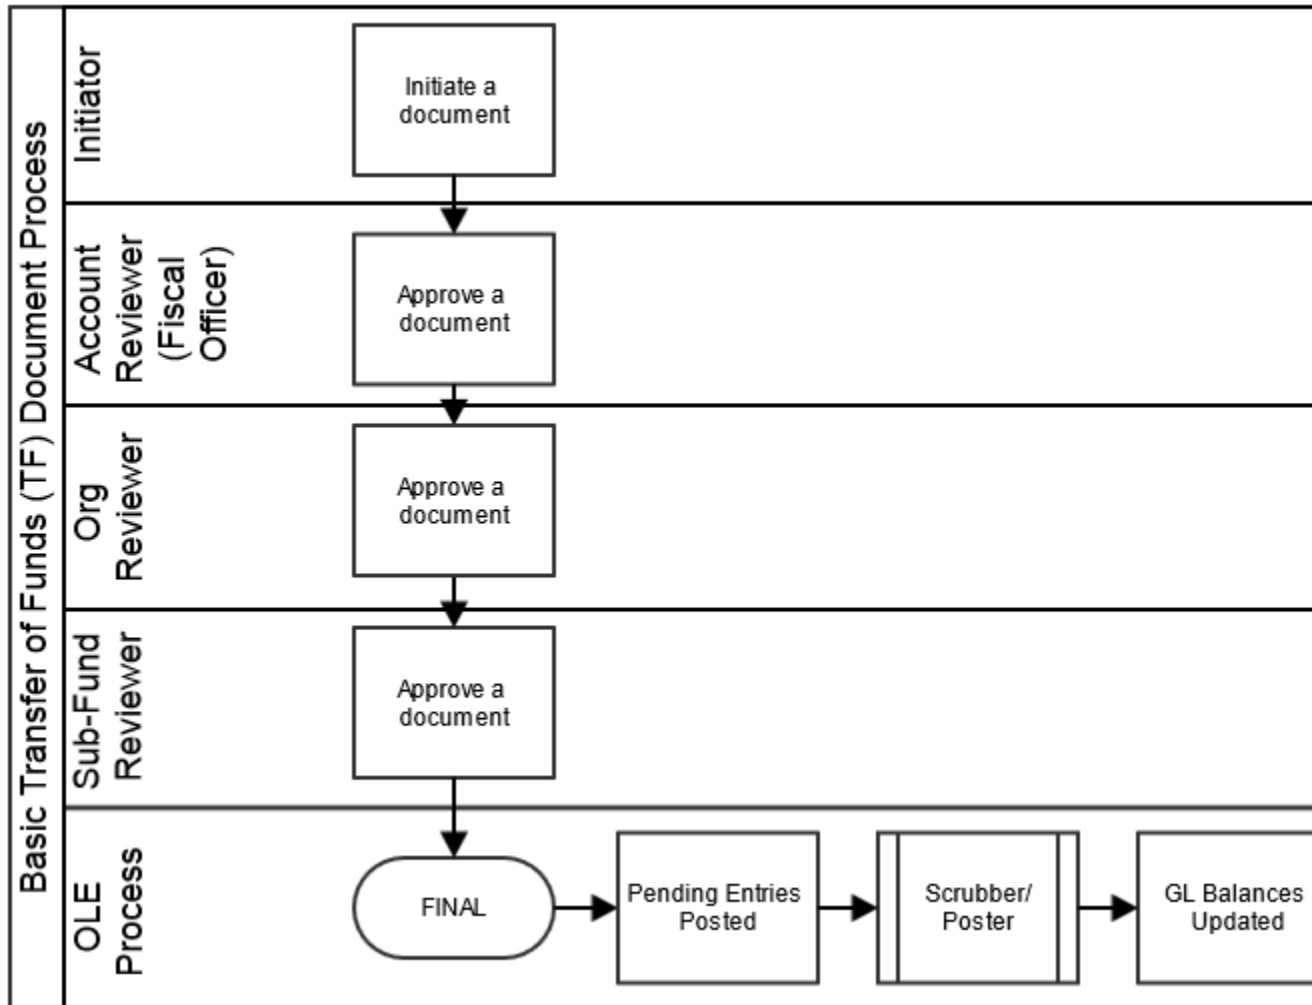 Basic Transfer of Funds (TF) Document Process
Initiator
Initiate a
document
Account
Reviewer
(Fiscal
Officer)
Approve a
document
Org
Reviewer
Approve a
document
Sub-Fund
Reviewer
Approve a
document
OLE
Process
FINAL
Pending Entries
Posted
Scrubber/
Poster
GL Balances
Updated